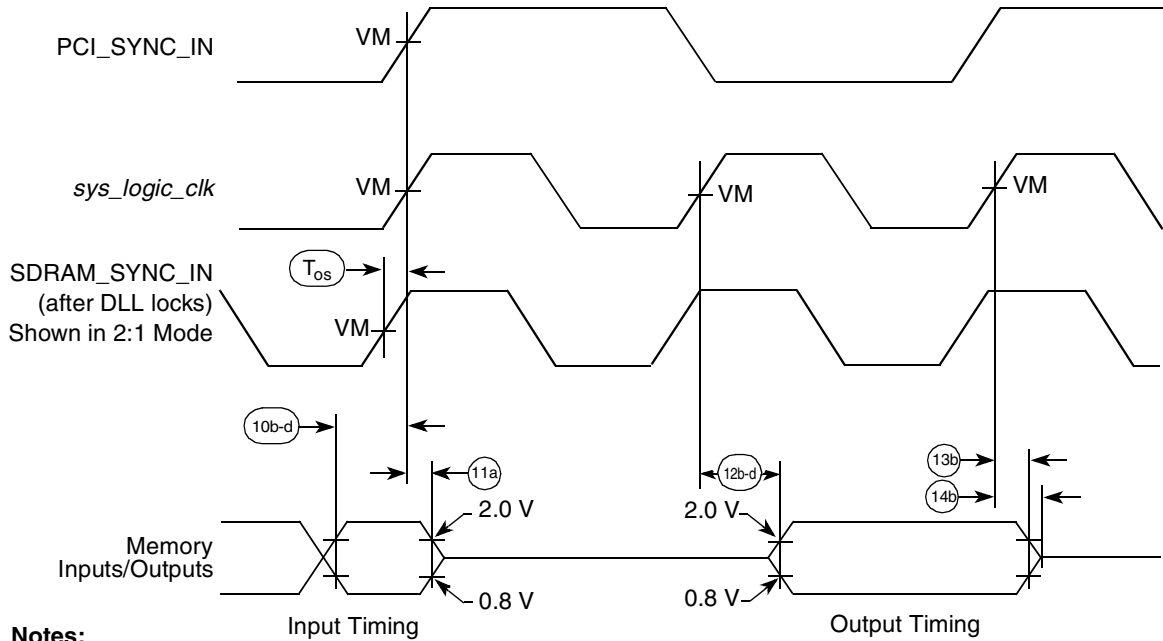 PCI_SYNC_IN
VM
sys_logic_clk
VM
VM
VM
SDRAM_SYNC_IN
(after DLL locks)
Shown in 2:1 Mode
Tos
VM
10b-d
11a
12b-d
13b
14b
2.0 V
2.0 V
Memory
Inputs/Outputs
0.8 V
0.8 V
Input Timing
Output Timing
Notes: